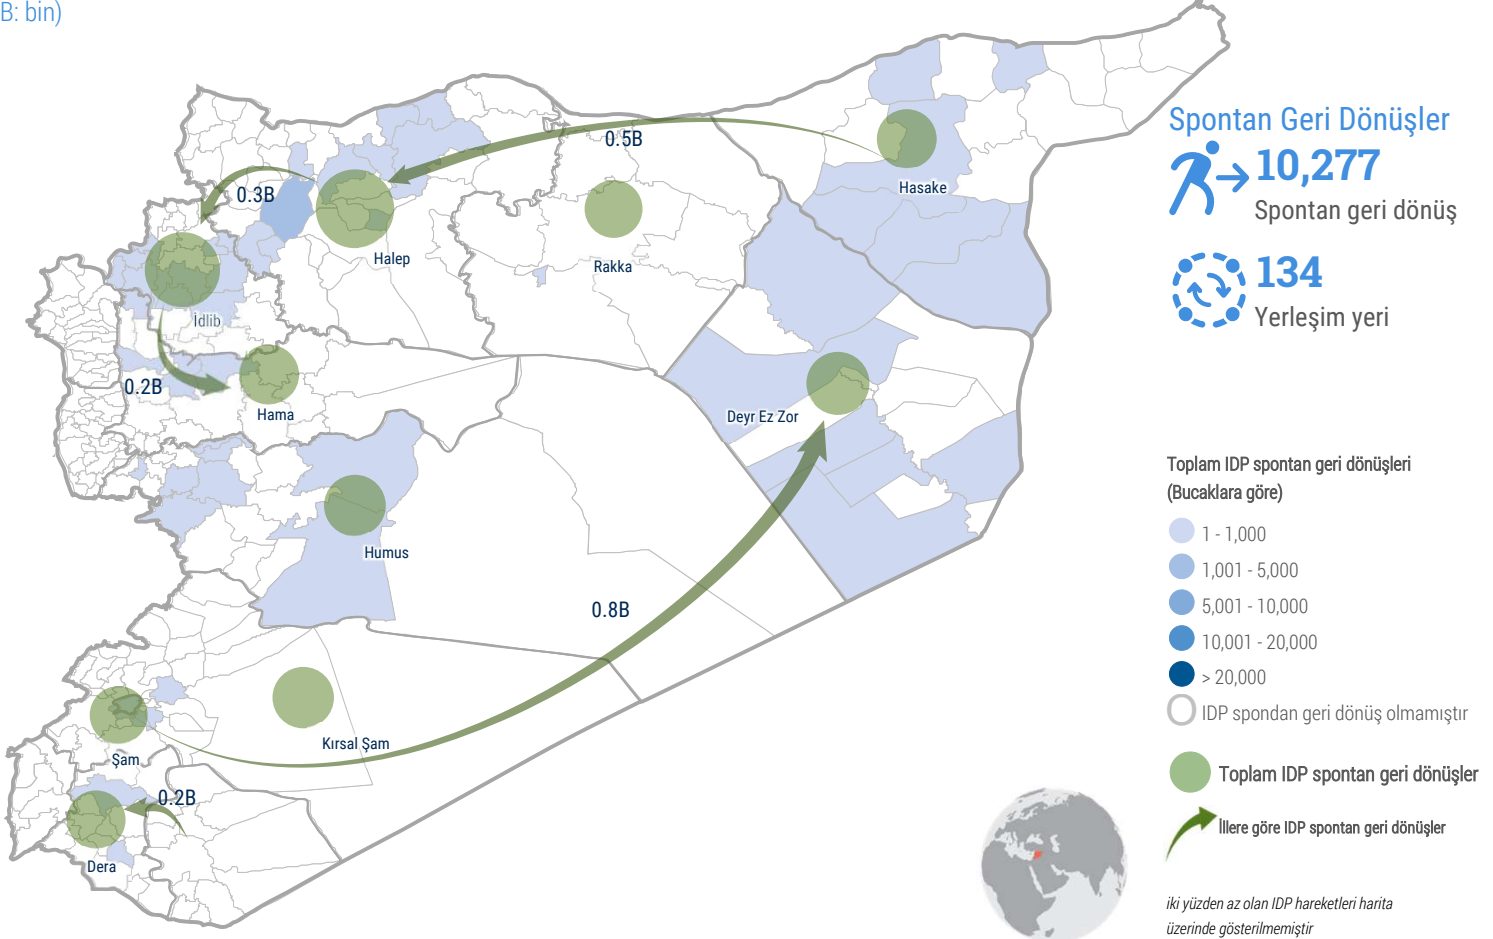 B: bin)
0.5B
Hasake
0.3B
Halep
Rakka
İdlib
0.2B
Hama
Deyr Ez Zor
Humus
0.8B
Kırsal Şam
Şam
0.2B
Dera
Spontan Geri Dönüşler
10,277
Spontan geri dönüş
134
Yerleşim yeri
Toplam IDP spontan geri dönüşleri
(Bucaklara göre)
1 - 1,000
1,001 - 5,000
5,001 - 10,000
10,001 - 20,000
> 20,000
IDP spondan geri dönüş olmamıştır
Toplam IDP spontan geri dönüşler
İllere göre IDP spontan geri dönüşler
iki yüzden az olan IDP hareketleri harita
üzerinde gösterilmemiştir